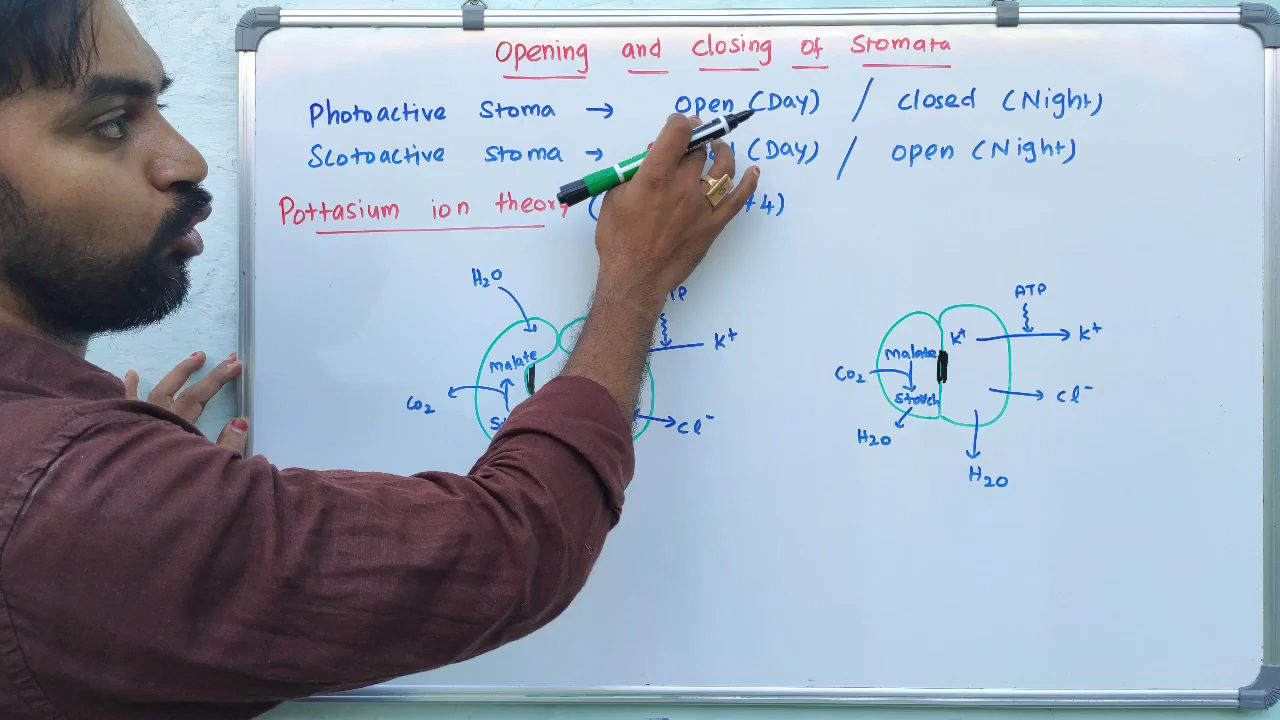 Opening and closing of Stomata
Photoactive Stoma → Open (Day) / closed (Night)
Scotoactive Stoma → (Day) / open (Night)
Pottasium ion theory
H2O
ATP
K+
malate
CO2
Cl-
ATP
K+
K+
malate
CO2
Starch
Cl-
H2O
H2O